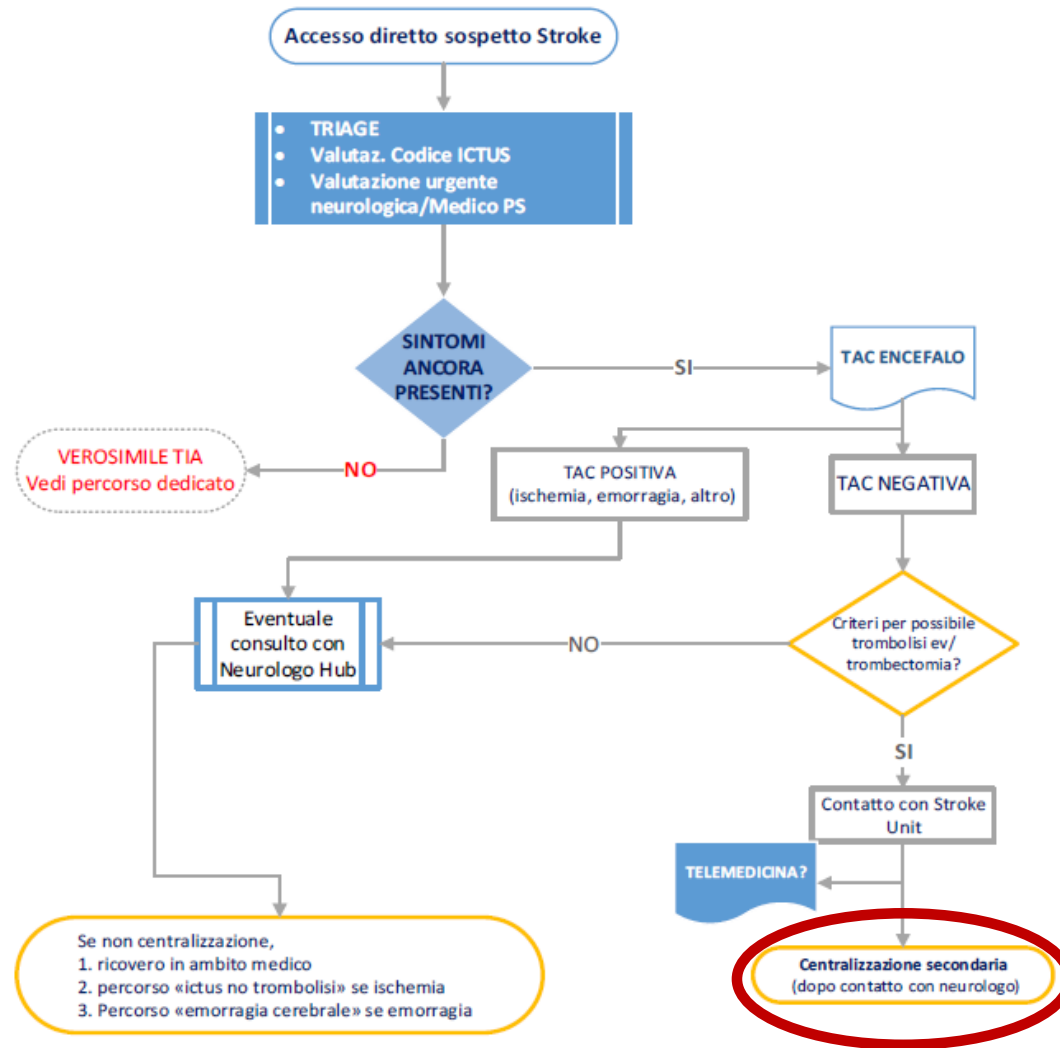 Accesso diretto sospetto Stroke
• TRIAGE
• Valutaz. Codice ICTUS
• Valutazione urgente
neurologica/Medico PS
SINTOMI
ANCORA
PRESENTI?
SI
TAC ENCEFALO
NO
VEROSIMILE TIA
Vedi percorso dedicato
TAC POSITIVA
(ischemia, emorragia, altro)
TAC NEGATIVA
Eventuale
consulto con
Neurologo Hub
NO
Criteri per possibile
trombolisi ev/
trombectomia?
SI
Contatto con Stroke
Unit
TELEMEDICINA?
Se non centralizzazione,
1. ricovero in ambito medico
2. percorso «ictus no trombolisi» se ischemia
3. Percorso «emorragia cerebrale» se emorragia
Centralizzazione secondaria
(dopo contatto con neurologo)